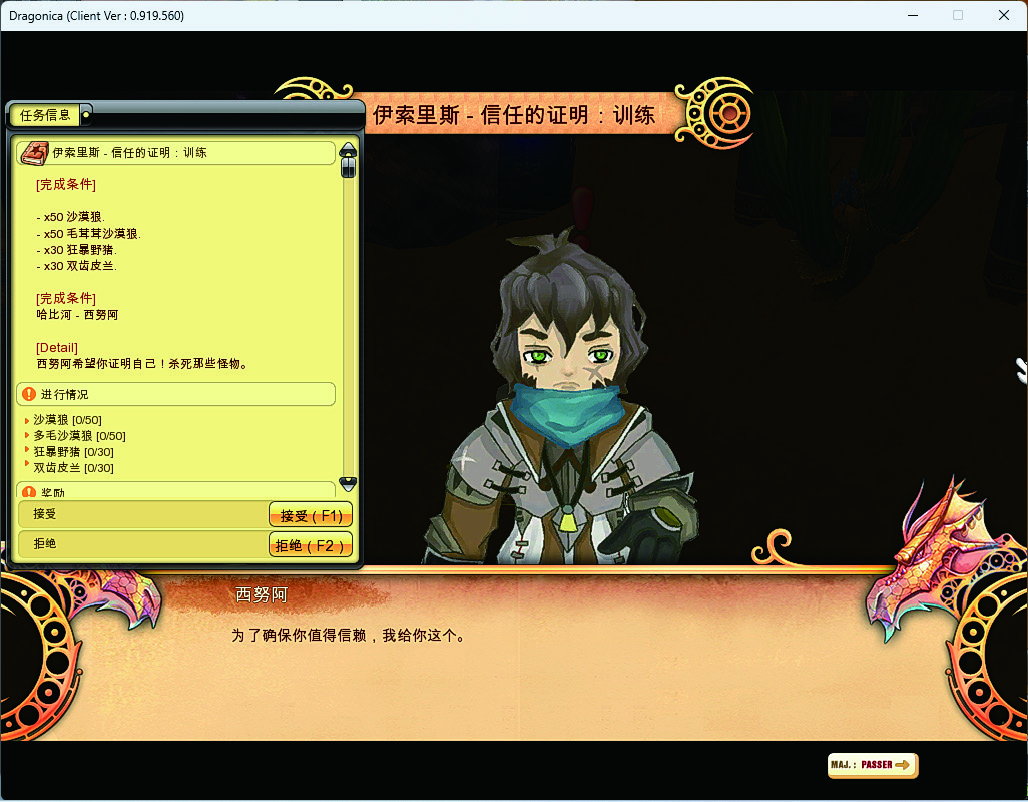 Dragonica (Client Ver : 0.919.560)
伊索里斯 - 信任的证明：训练
任务信息
伊索里斯 - 信任的证明：训练
[完成条件]
- x50 沙漠狼.
- x50 毛茸茸沙漠狼.
- x30 狂暴野猪.
- x30 双齿皮兰.
[完成条件]
哈比河 - 西努阿
[Detail]
西努阿希望你证明自己！杀死那些怪物。
进行情况
沙漠狼 [0/50]
多毛沙漠狼 [0/50]
狂暴野猪 [0/30]
双齿皮兰 [0/30]
奖励
接受
接受 ( F1)
拒绝
拒绝 ( F2 )
西努阿
为了确保你值得信赖，我给你这个。
MAJ. : PASSER